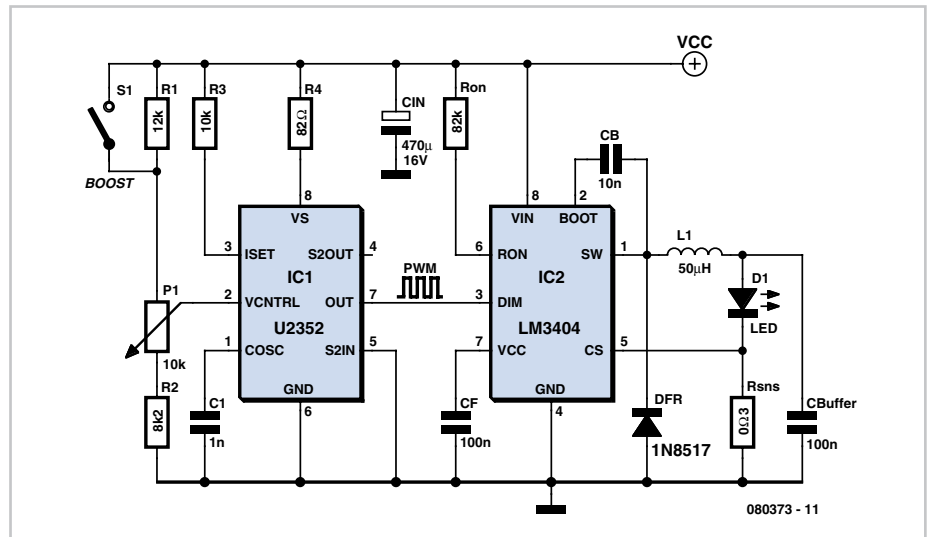 VCC
S1
BOOST
R1
12k
R3
10k
R4
82Ω
CIN
470µ
16V
Ron
82k
CB
10n
8
VS
3
ISET
S2OUT
4
IC1
2
VCNTRL
OUT
7
U2352
1
COSC
S2IN
5
GND
6
PWM
8
2
VIN
BOOT
6
RON
SW
1
IC2
3
DIM
LM3404
7
VCC
CS
5
GND
4
L1
50µH
D1
LED
P1
10k
R2
8k2
C1
1n
CF
100n
DFR
1N8517
Rsns
0Ω3
CBuffer
100n
080373 - 11